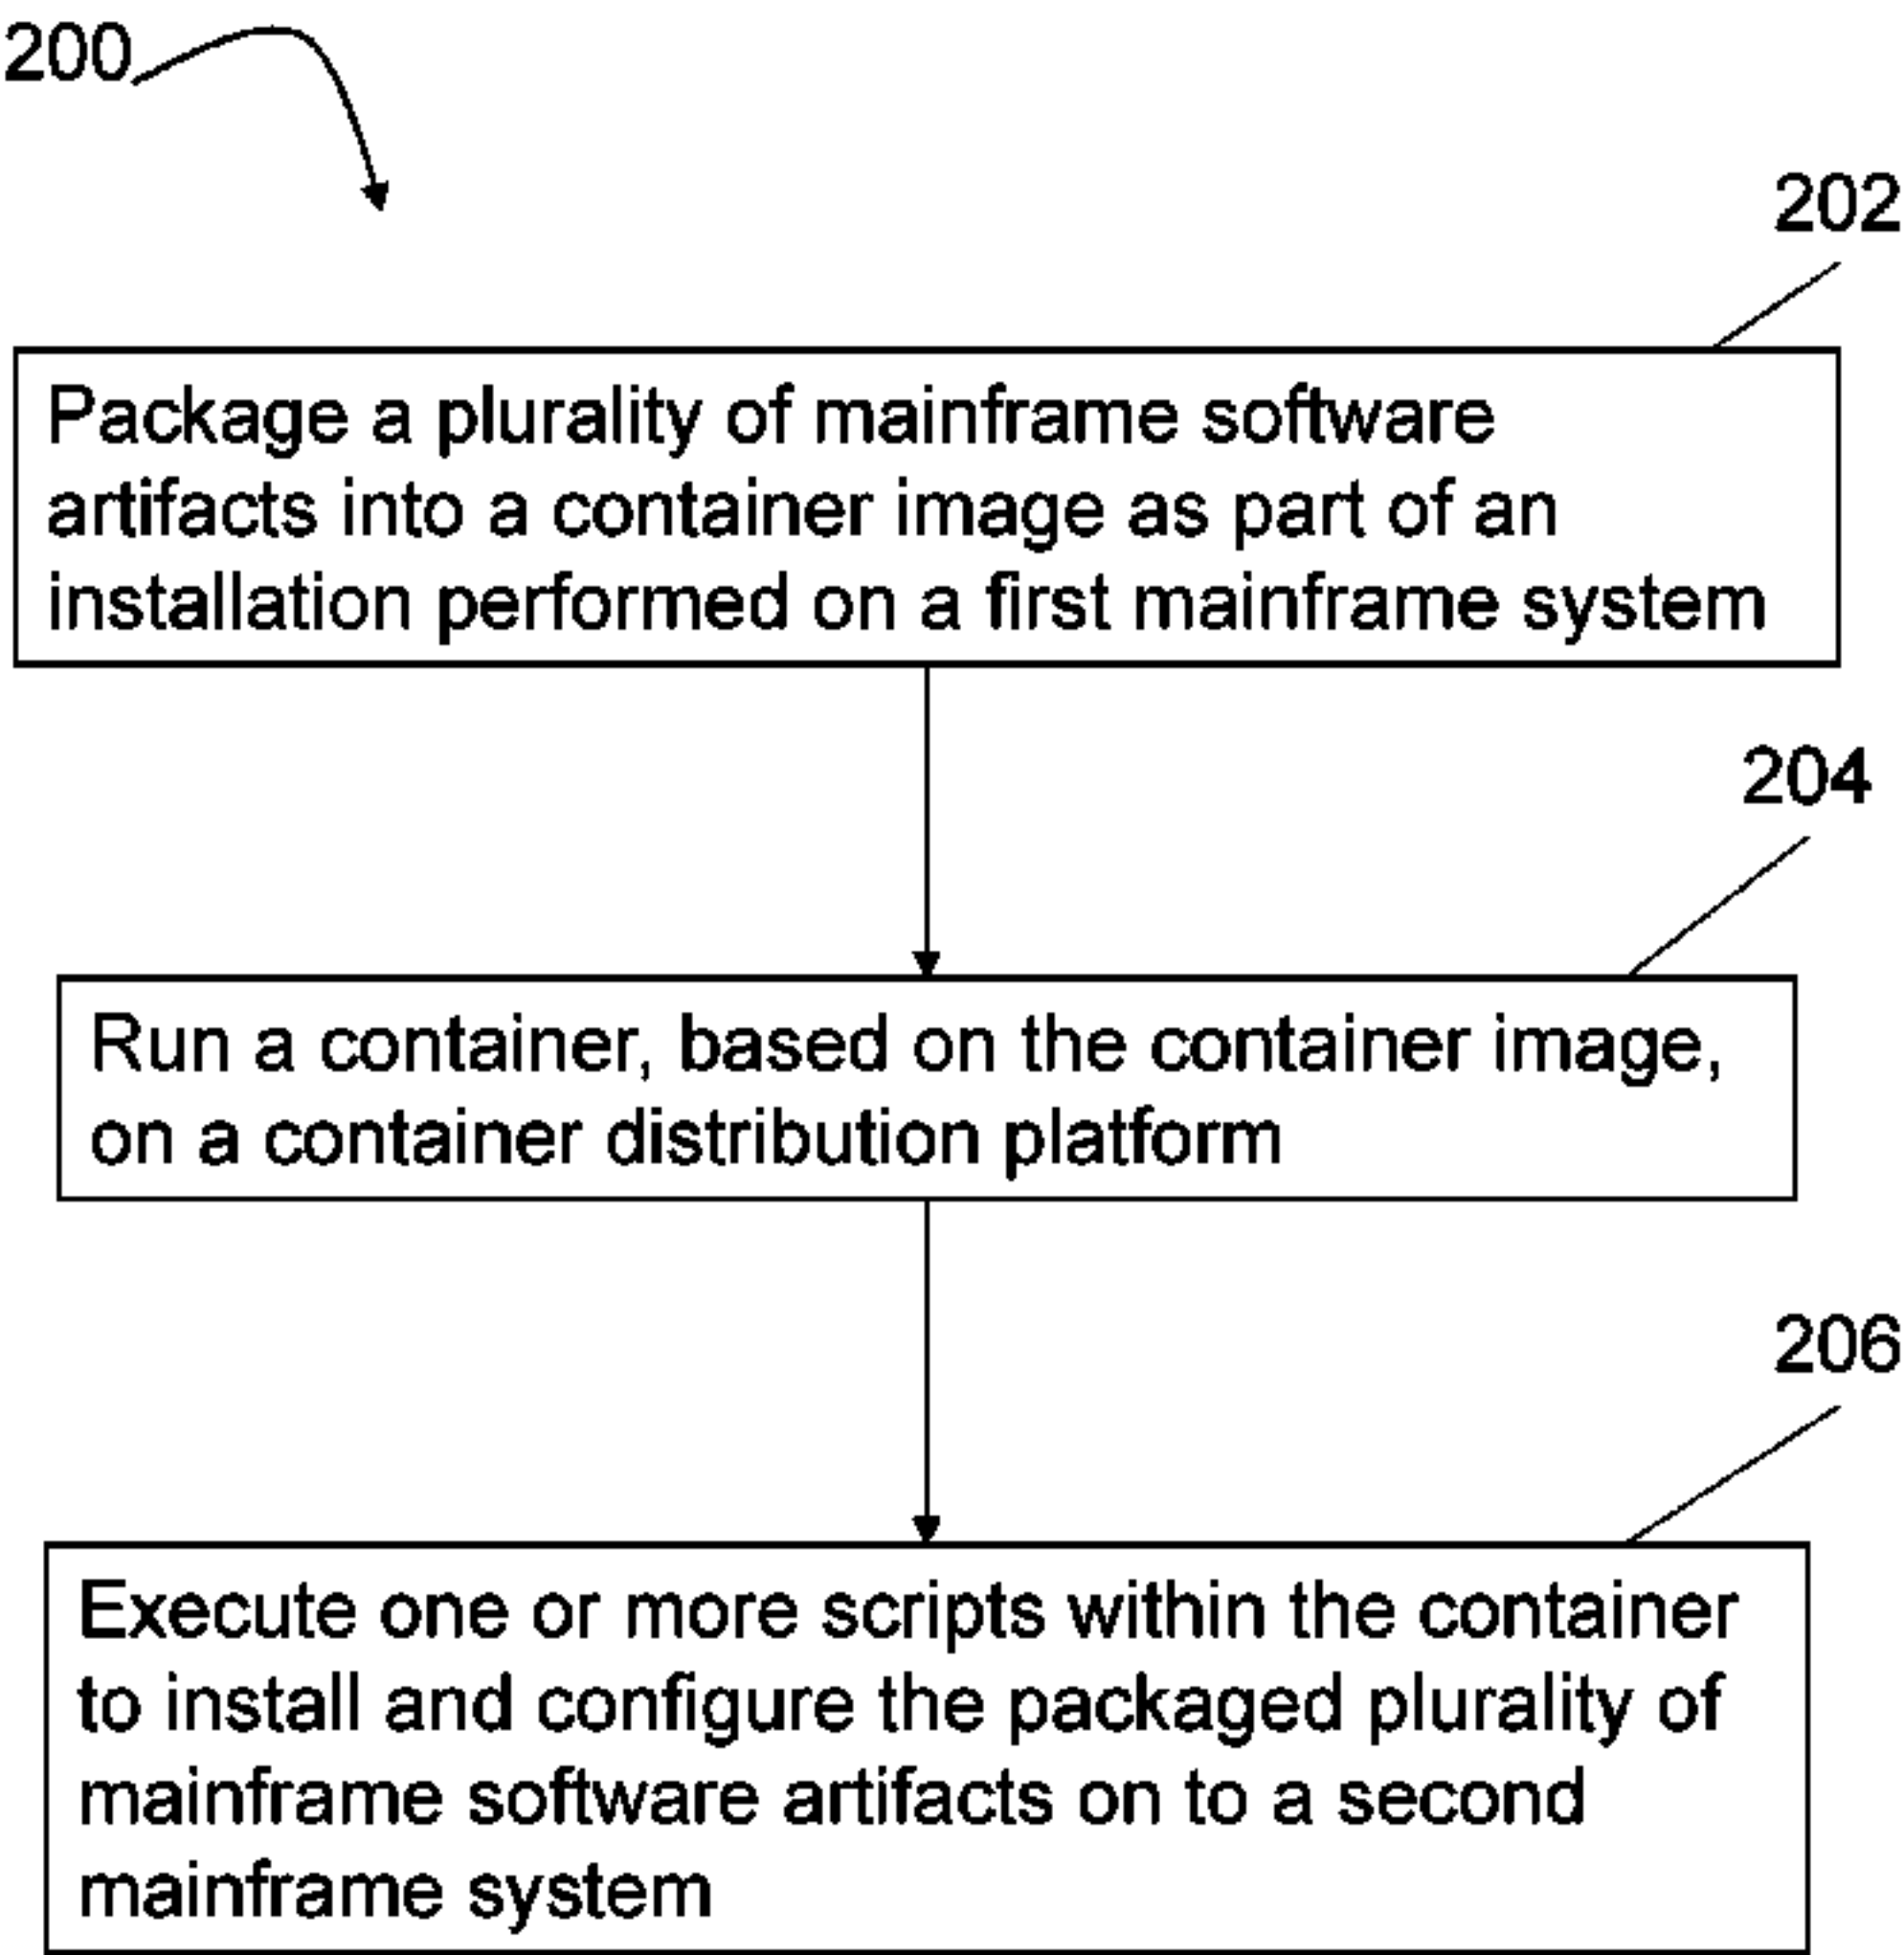 200
202
Package a plurality of mainframe software
artifacts into a container image as part of an
installation performed on a first mainframe system
204
Run a container, based on the container image,
on a container distribution platform
206
Execute one or more scripts within the container
to install and configure the packaged plurality of
mainframe software artifacts on to a second
mainframe system